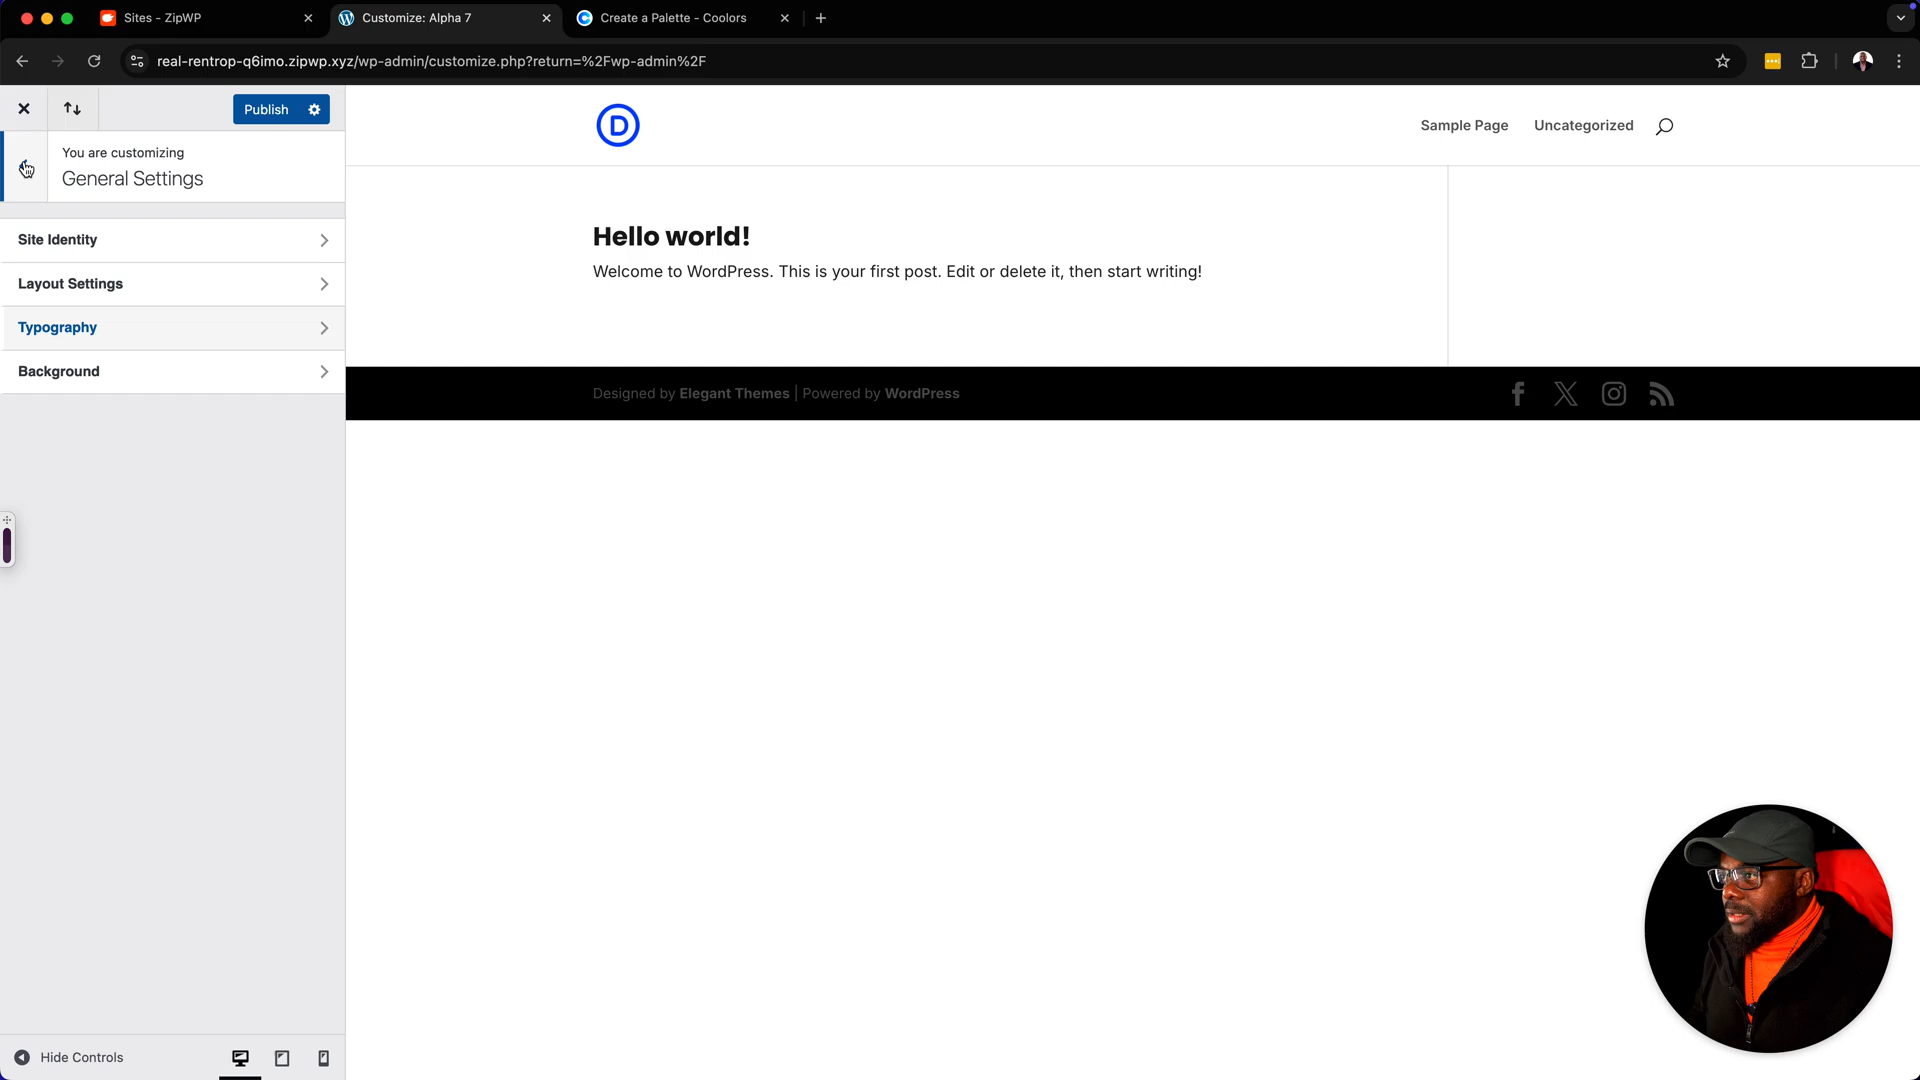 Sites - ZipWP
Customize: Alpha 7
Create a Palette - Coolors
real-rentrop-q6imo.zipwp.xyz/wp-admin/customize.php?return=%2Fwp-admin%2F
Publish
You are customizing
General Settings
Site Identity
Layout Settings
Typography
Background
Hide Controls
D
Sample Page
Uncategorized
Hello world!
Welcome to WordPress. This is your first post. Edit or delete it, then start writing!
Designed by Elegant Themes | Powered by WordPress